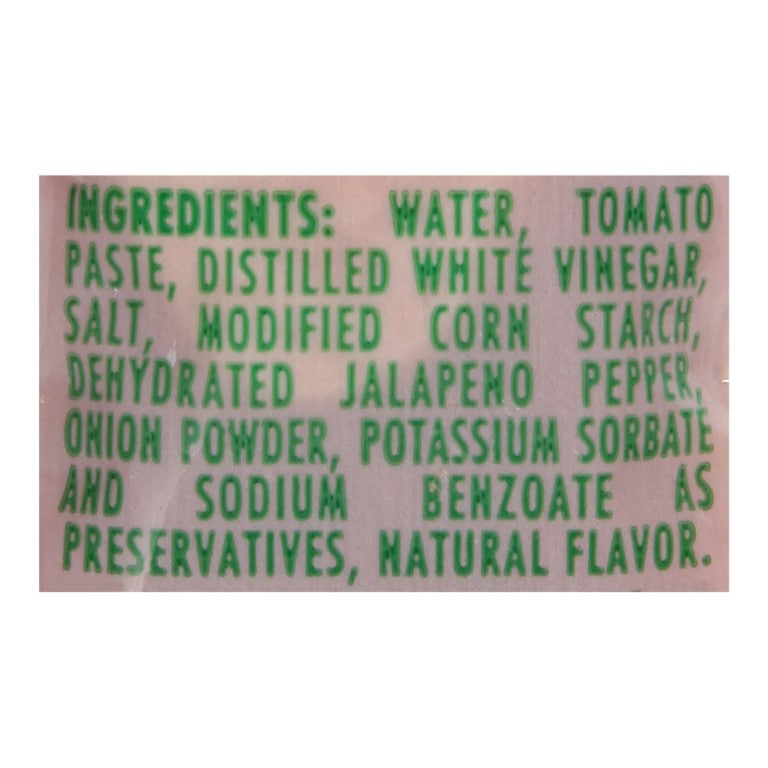 INGREDIENTS: WATER, TOMATO
PASTE, DISTILLED WHITE VINEGAR,
SALT, MODIFIED CORN STARCH,
DEHYDRATED JALAPENO PEPPER,
ONION POWDER, POTASSIUM SORBATE
AND SODIUM BENZOATE AS
PRESERVATIVES, NATURAL FLAVOR.